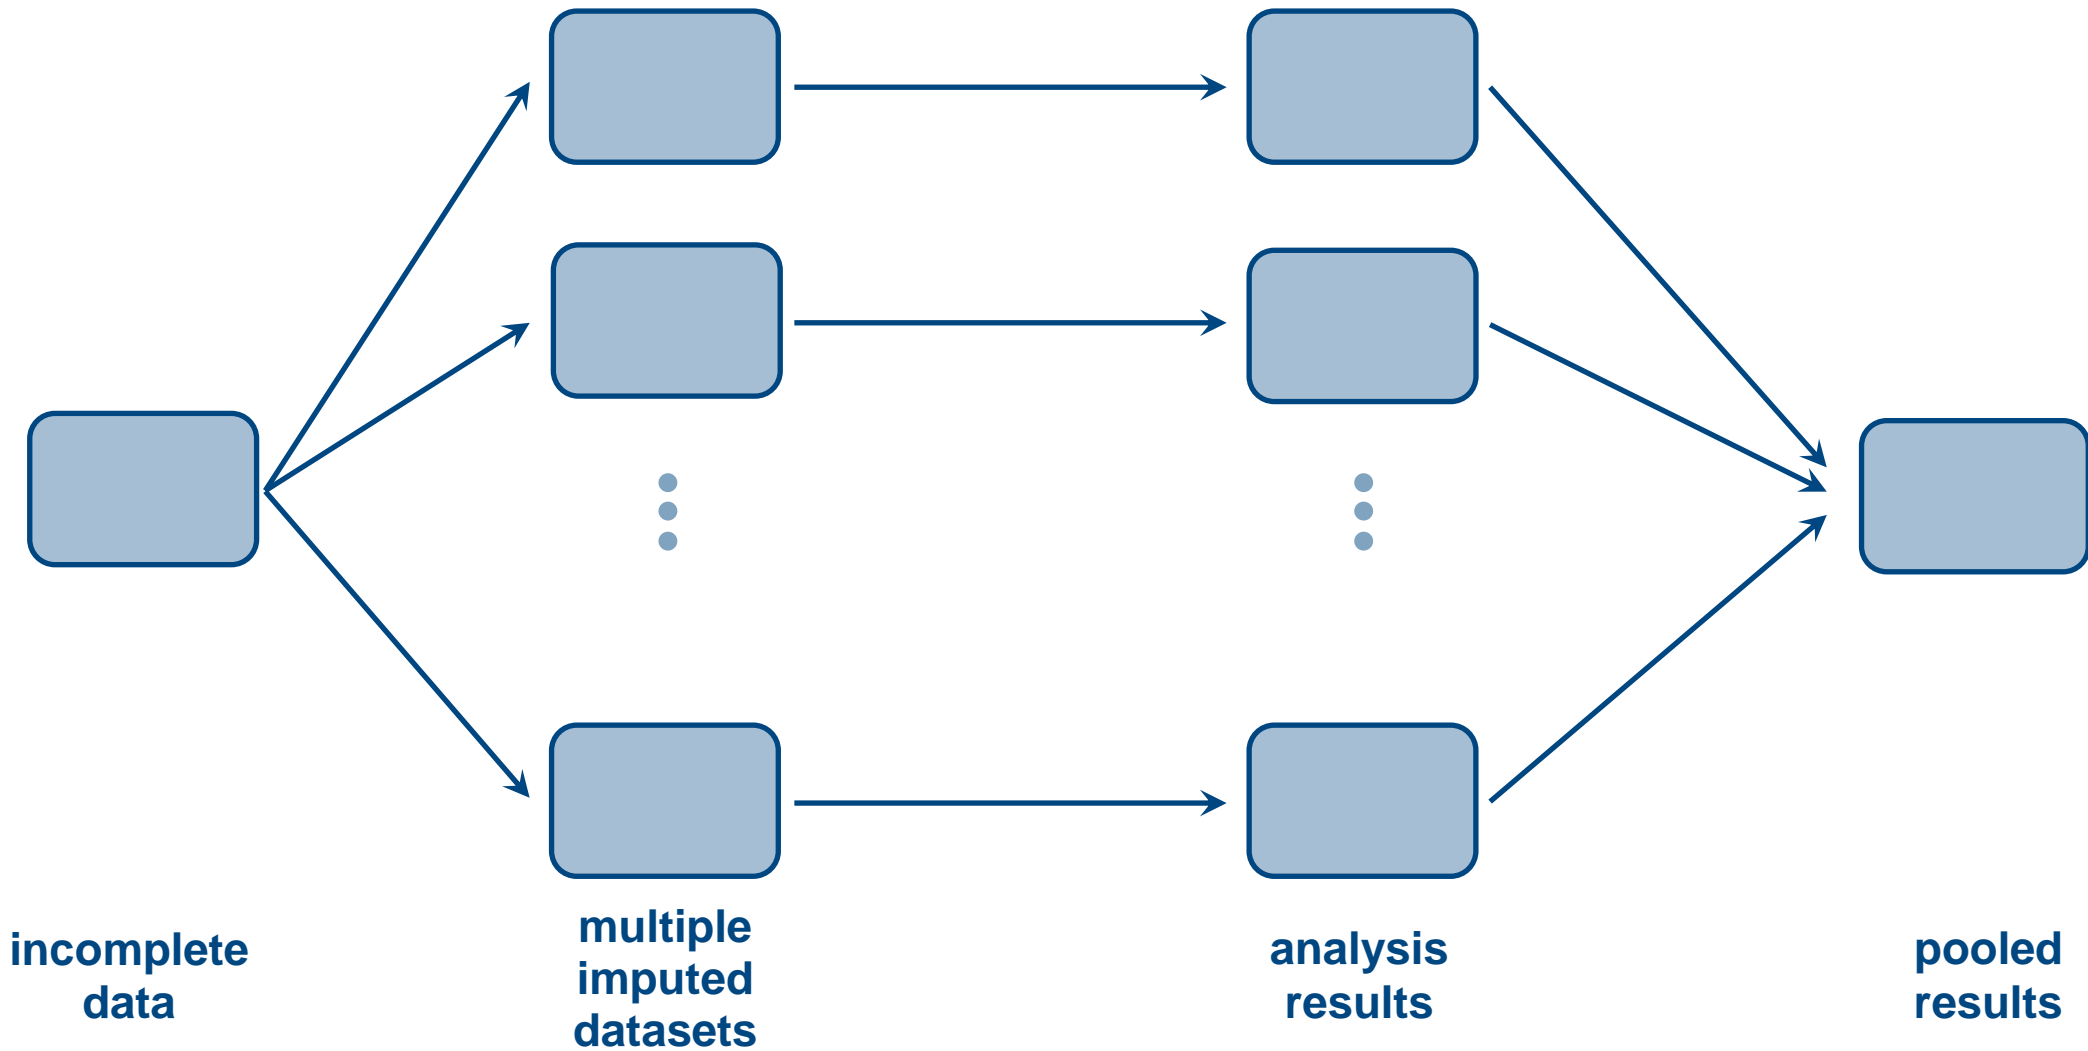 incomplete
data
multiple
imputed
datasets
analysis
results
pooled
results